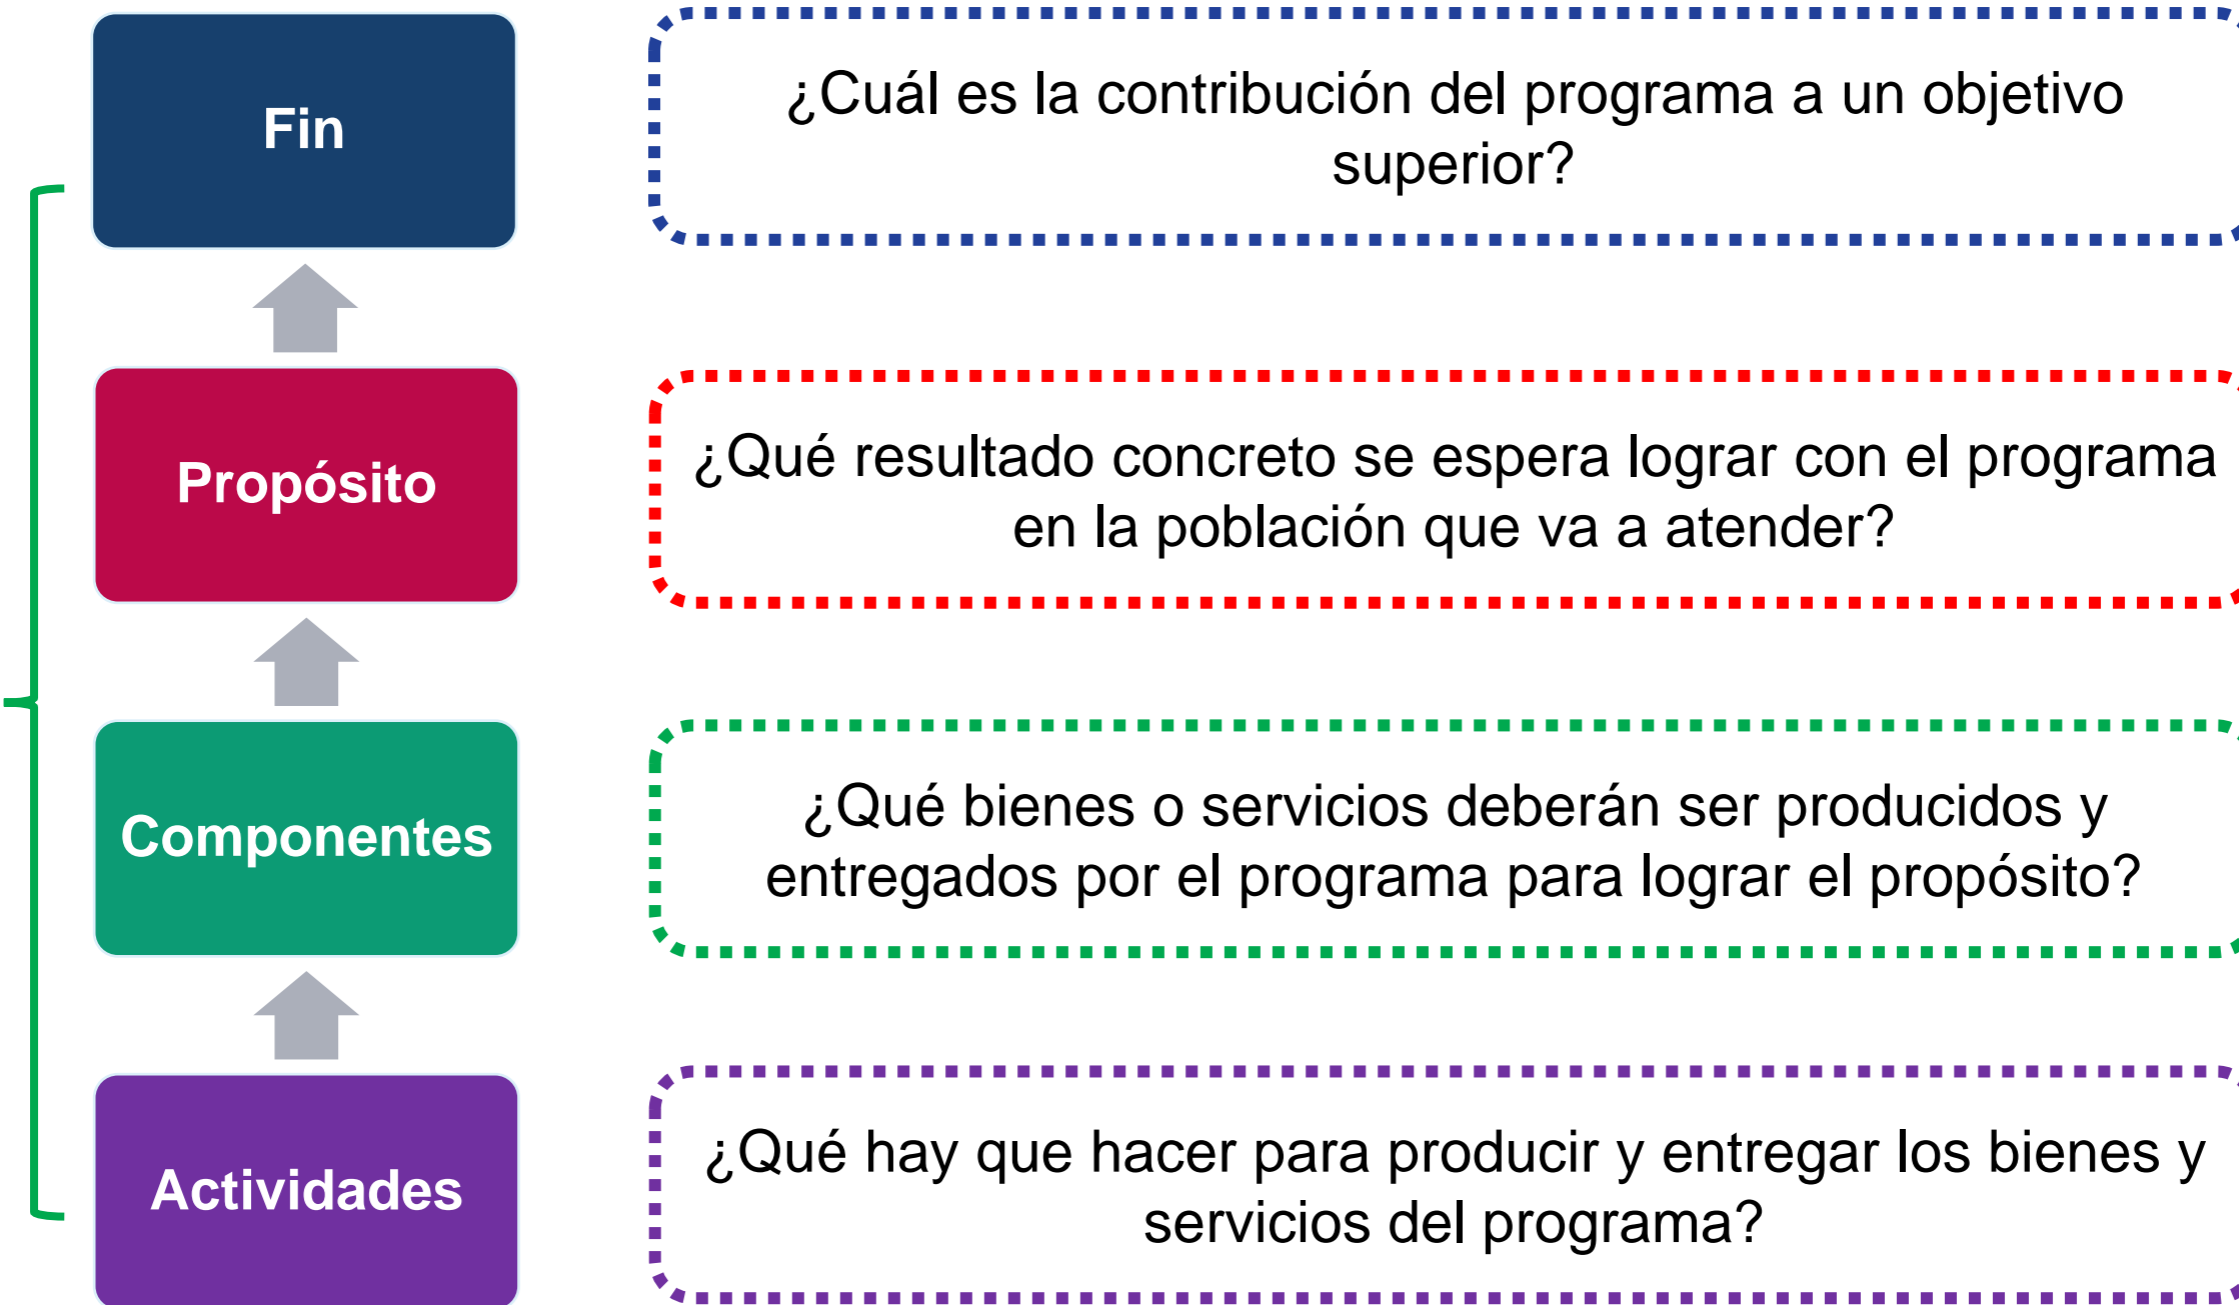 Fin
¿Cuál es la contribución del programa a un objetivo
superior?
Propósito
¿Qué resultado concreto se espera lograr con el programa
en la población que va a atender?
Componentes
¿Qué bienes o servicios deberán ser producidos y
entregados por el programa para lograr el propósito?
Actividades
¿Qué hay que hacer para producir y entregar los bienes y
servicios del programa?